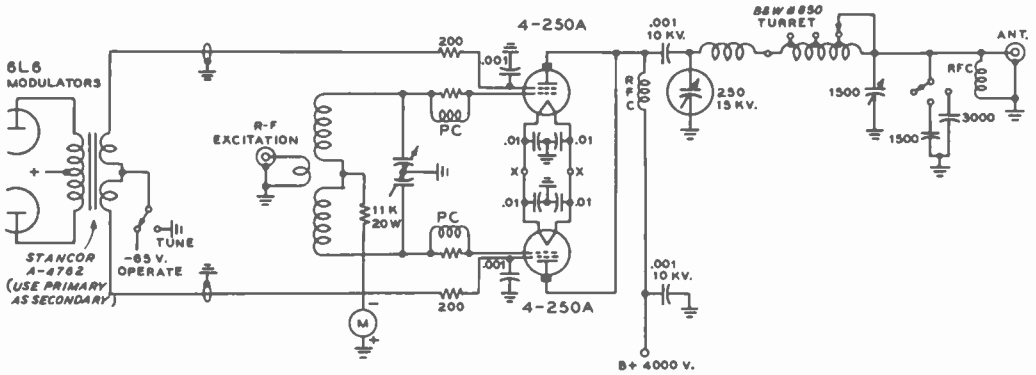 6L6
MODULATORS
+
STANCOR
A-4762
(USE PRIMARY
AS SECONDARY)
-65 V.
OPERATE
TUNE
R-F
EXCITATION
200
.001
PC
11K
20W
PC
.001
200
-
M
+
4-250A
.01
.01
X
X
.01
.01
4-250A
RFC
.001
10 KV.
250
15 KV.
B&W #850
TURRET
1500
1500
3000
RFC
ANT.
.001
10 KV.
B+ 4000 V.